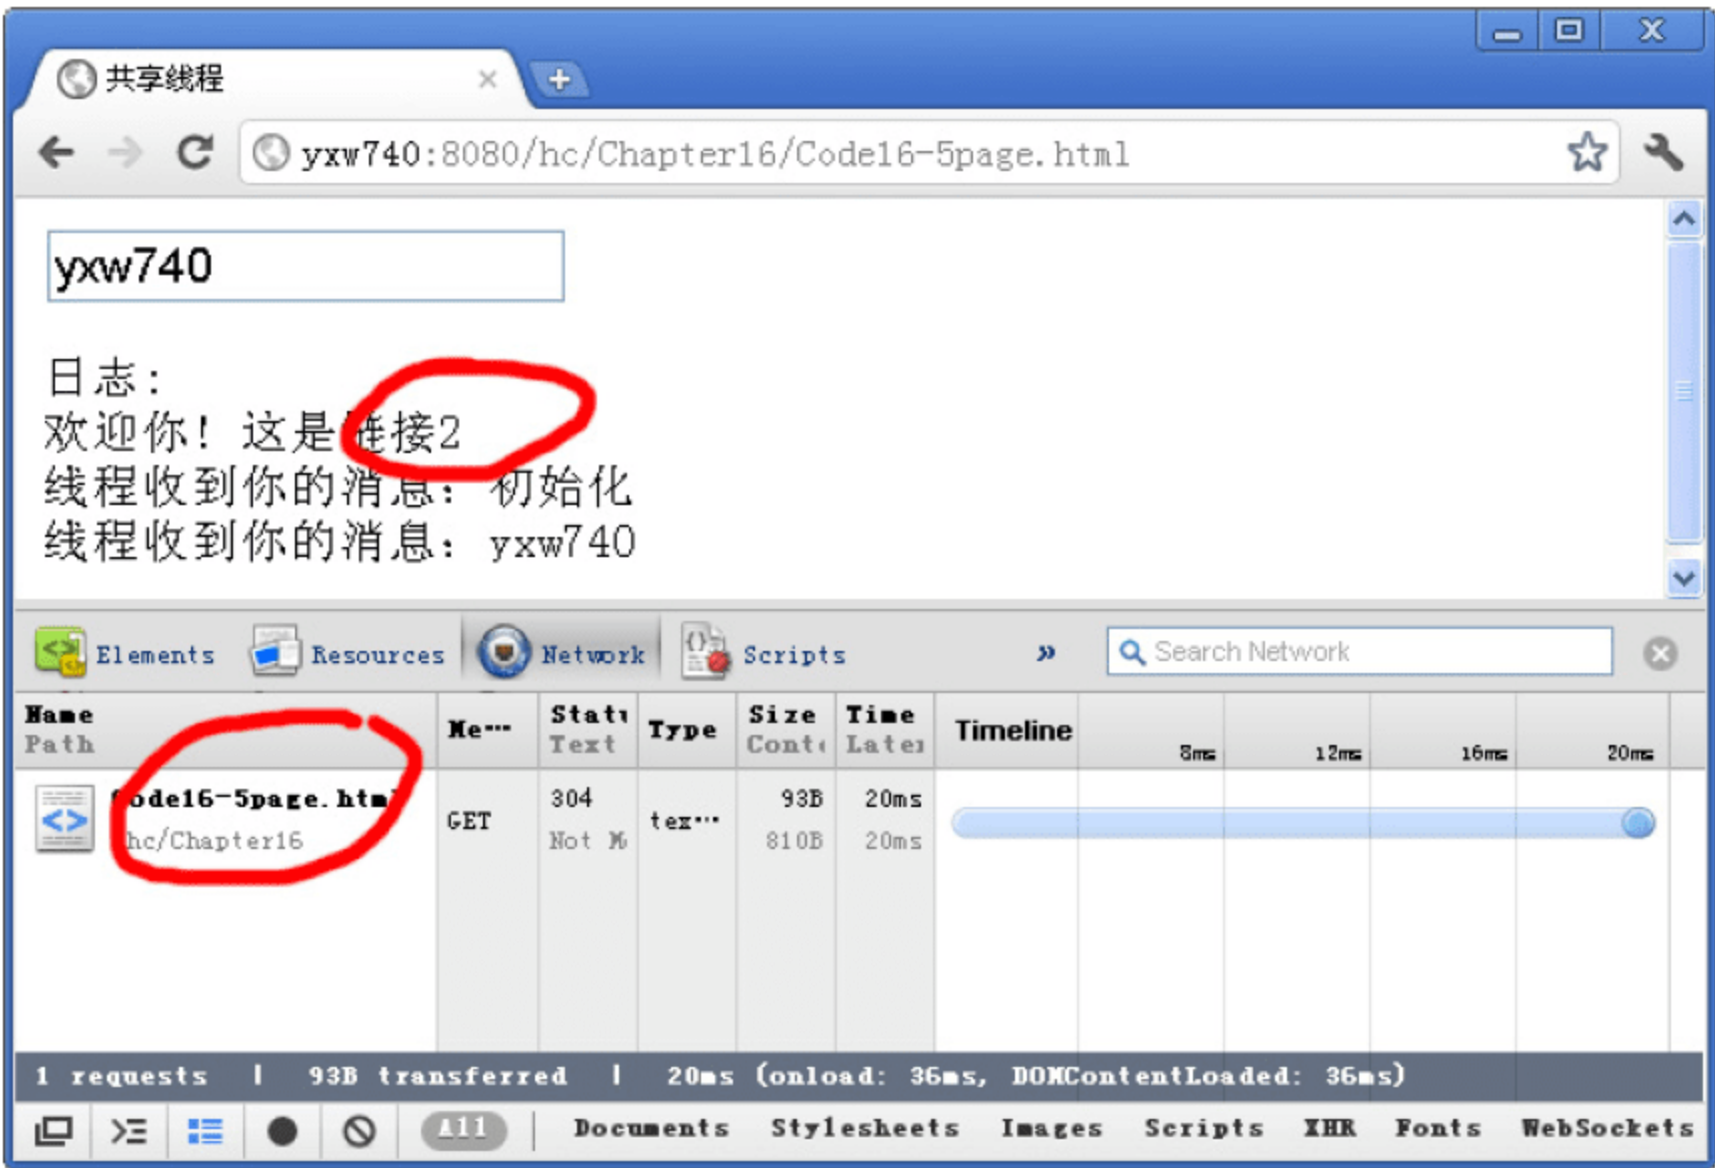 共享线程
yxw740:8080/hc/Chapter16/Code16-5page.html
yxw740
日志:
欢迎你! 这是链接2
线程收到你的消息: 初始化
线程收到你的消息: yxw740
Elements Resources Network Scripts » Search Network
Name Me… Stat Type Size Time Timeline 8ms 12ms 16ms 20ms
Path Text Cont Late
Code16-5page.html GET 304 tex… 93B 20ms
hc/Chapter16 Not M 810B 20ms
1 requests | 93B transferred | 20ms (onload: 36ms, DOMContentLoaded: 36ms)
All Documents Stylesheets Images Scripts XHR Fonts WebSockets